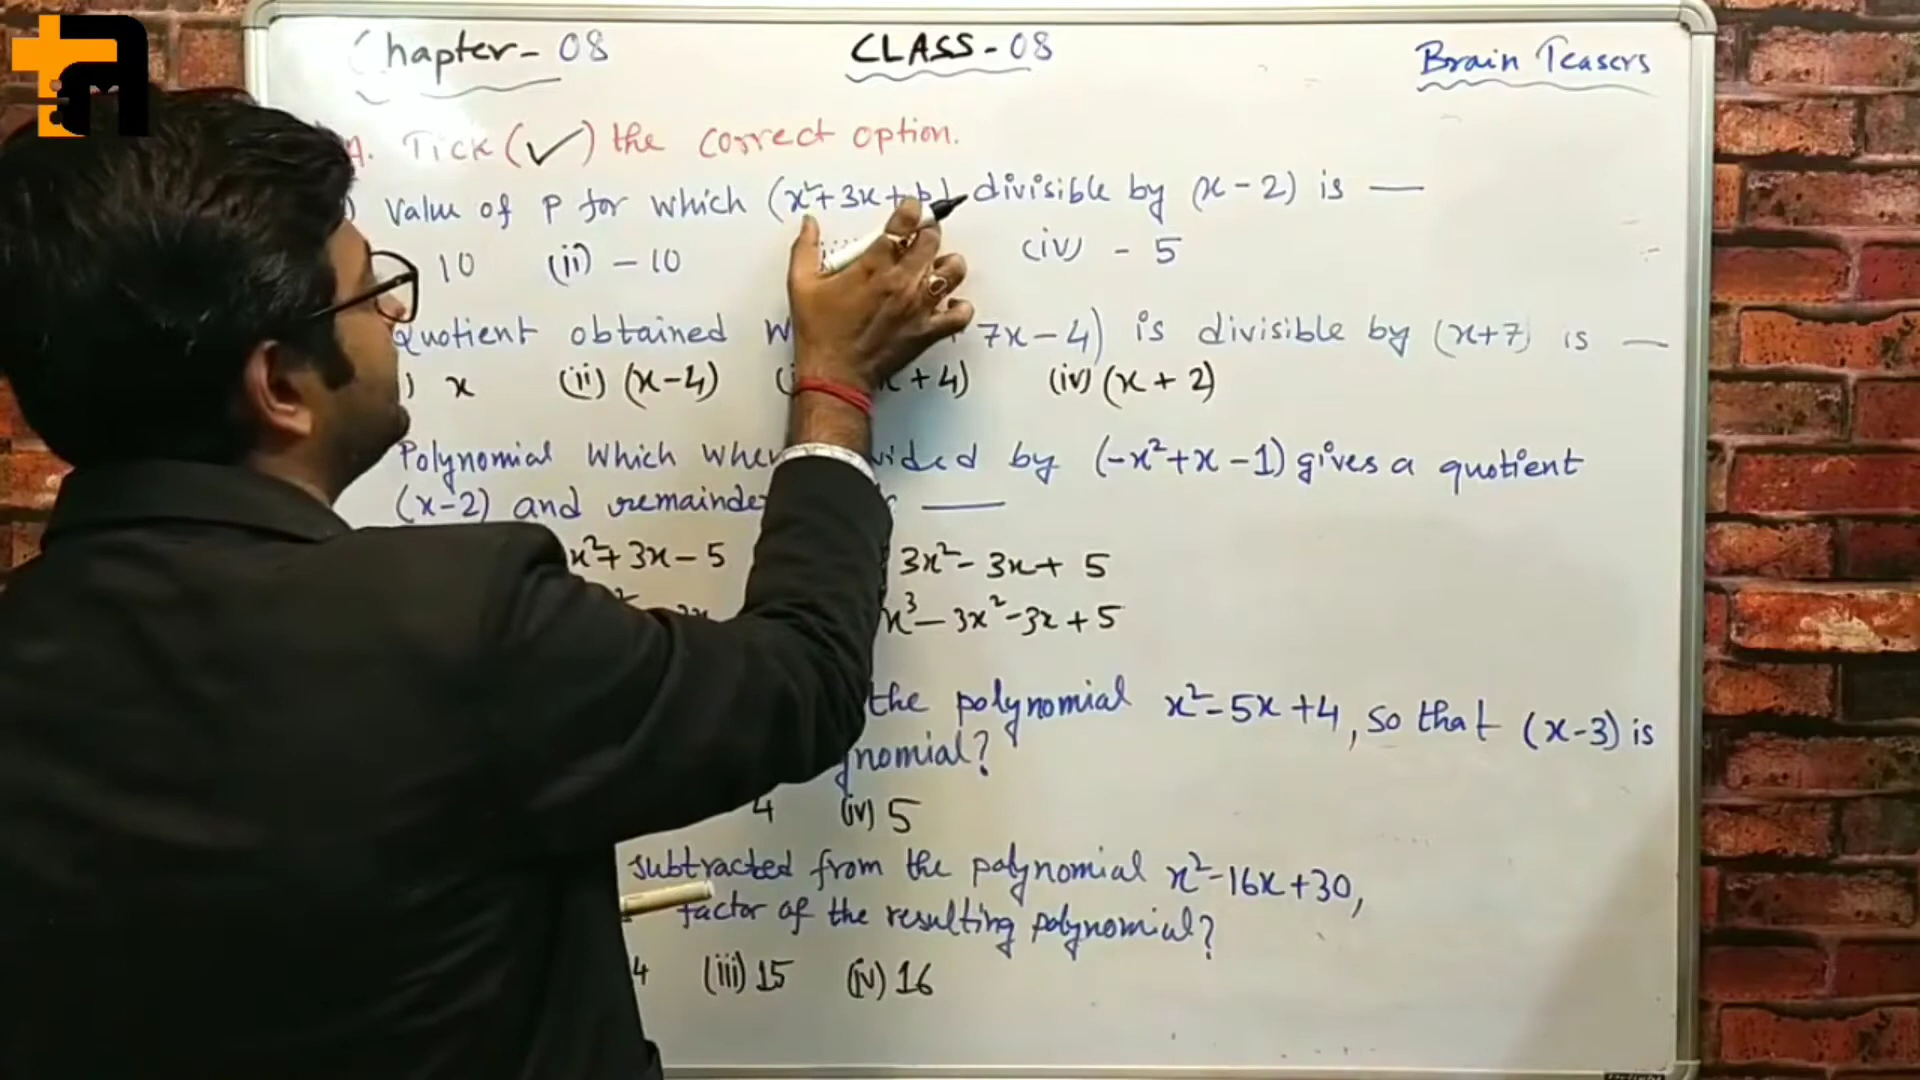 Chapter - 08 CLASS - 08 Brain Teasers
A. Tick (✓) the correct option.
Value of P for which (x²+3x+p) divisible by (x-2) is —
10 (ii) -10 (iv) -5
Quotient obtained 7x-4) is divisible by (x+7) is —
x (ii) (x-4) +4) (iv) (x+2)
Polynomial which when by (-x²+x-1) gives a quotient
(x-2) and —
x²+3x-5 3x²-3x+5
x³-3x²-3x+5
the polynomial x²-5x+4, so that (x-3) is
4 (iv) 5
subtracted from the polynomial x²-16x+30,
factor of the resulting polynomial?
4 (iii) 15 (iv) 16